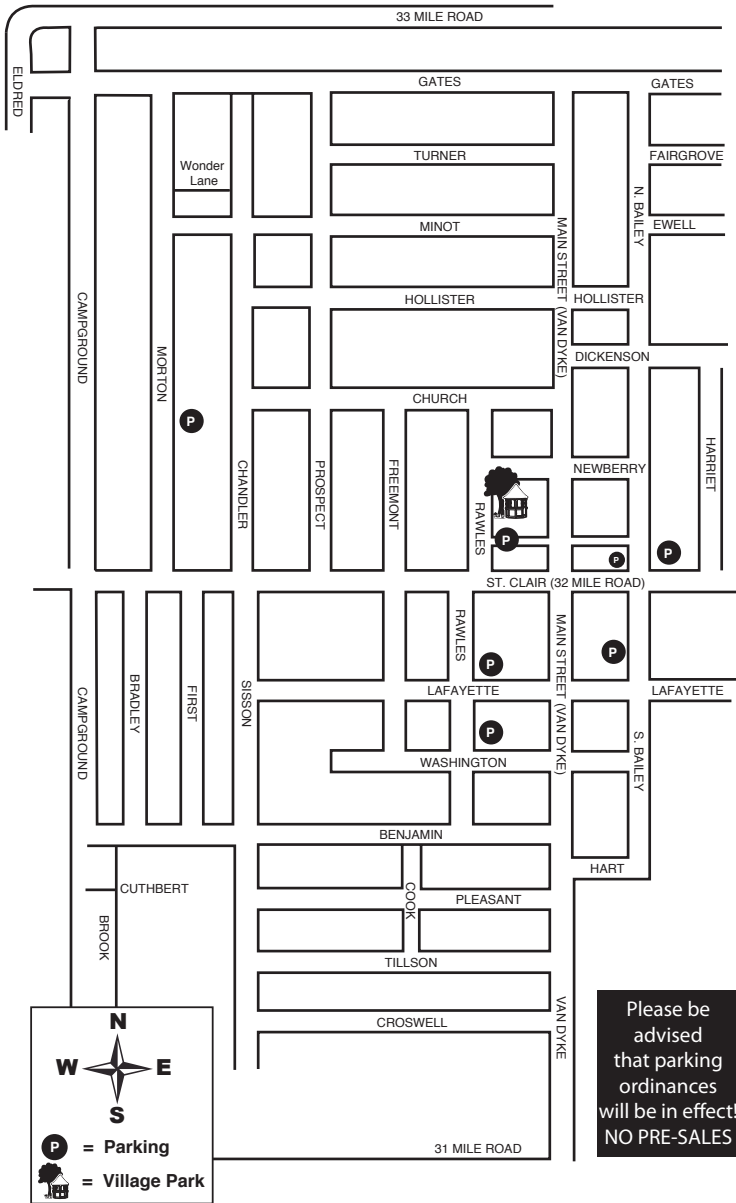 33 MILE ROAD
ELDRED
GATES
GATES
TURNER
FAIRGROVE
Wonder
Lane
N. BAILEY
MINOT
EWELL
MAIN STREET (VAN DYKE)
CAMPGROUND
HOLLISTER
HOLLISTER
MORTON
DICKENSON
CHURCH
P
CHANDLER
PROSPECT
FREEMONT
RAWLES
NEWBERRY
HARRIET
P
P
P
ST. CLAIR (32 MILE ROAD)
RAWLES
MAIN STREET (VAN DYKE)
P
P
CAMPGROUND
BRADLEY
FIRST
SISSON
LAFAYETTE
LAFAYETTE
P
S. BAILEY
WASHINGTON
BENJAMIN
HART
CUTHBERT
COOK
PLEASANT
BROOK
TILLSON
VAN DYKE
CROSWELL
Please be
advised
that parking
ordinances
will be in effect!
NO PRE-SALES
N
W E
S
P = Parking
= Village Park
31 MILE ROAD